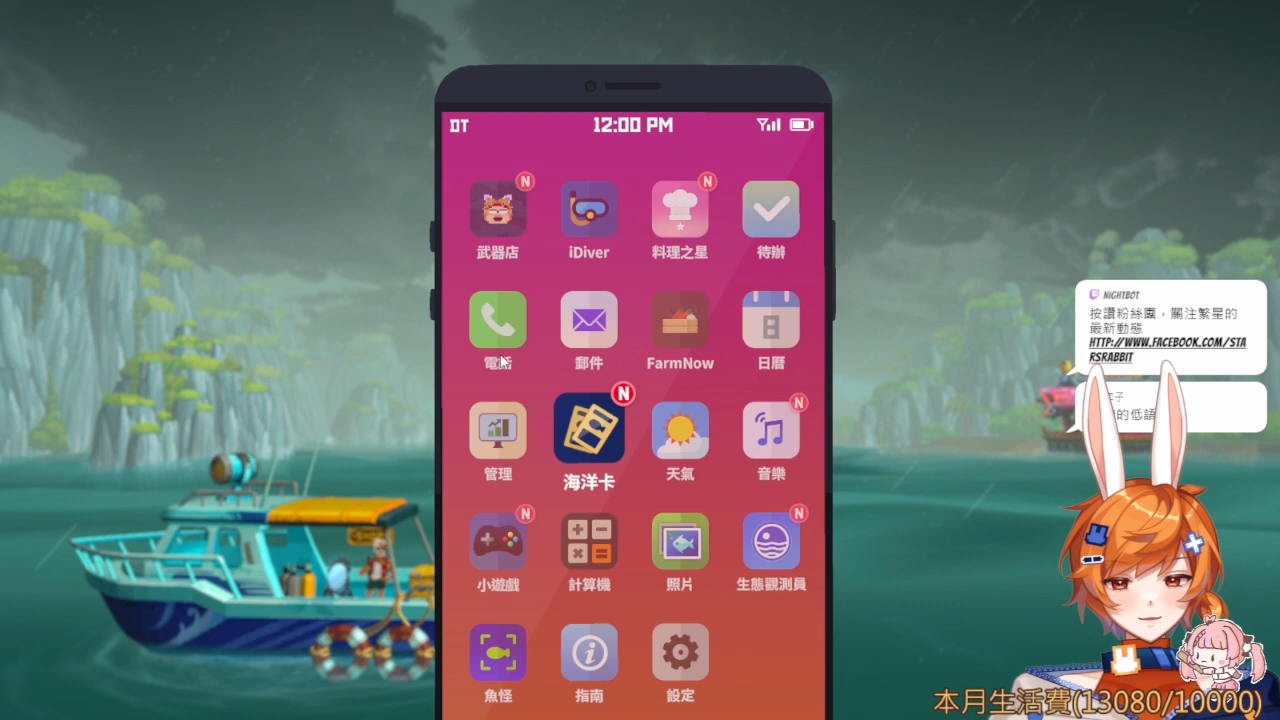 DT
12:00 PM
N
N
武器店
iDiver
料理之星
待辦
電話
郵件
FarmNow
日曆
N
N
管理
海洋卡
天氣
音樂
N
N
小遊戲
計算機
照片
生態觀測員
魚怪
指南
設定
NIGHTBOT
按讚粉絲團，關注繁星的
最新動態
HTTP://WWW.FACEBOOK.COM/STA
RSRABBIT
子
的低語
本月生活費(13080/10000)